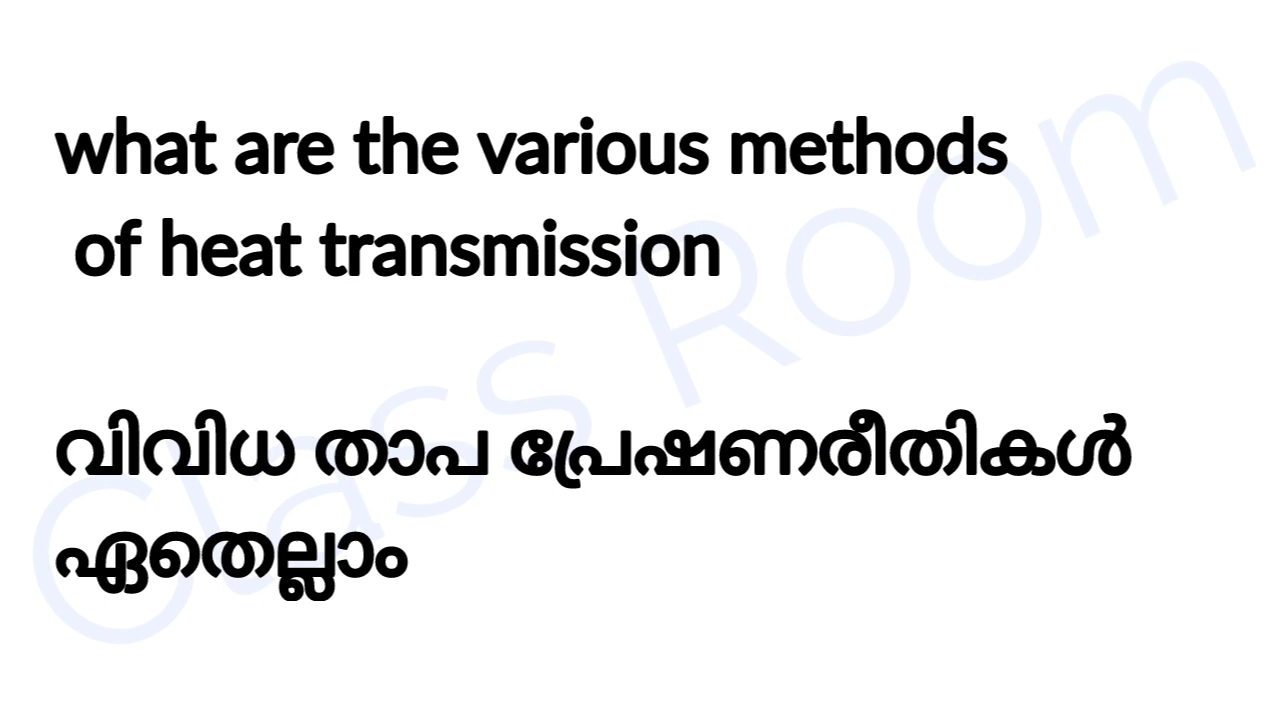 what are the various methods
of heat transmission
വിവിധ താപ പ്രേഷണരീതികൾ
ഏതെല്ലാം
Class Room